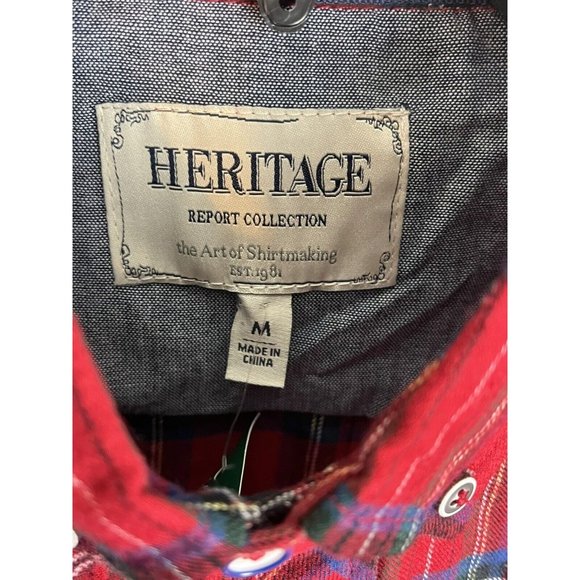 HERITAGE
REPORT COLLECTION
the Art of Shirtmaking
EST. 1981
M
MADE IN
CHINA